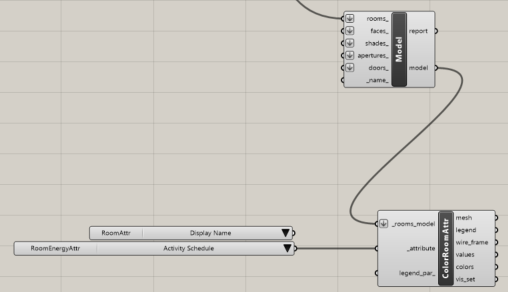 rooms_
faces_
shades_
apertures_
doors_
_name_
Model
report
model
RoomAttr
Display Name
RoomEnergyAttr
Activity Schedule
_rooms_model
_attribute
legend_par_
ColorRoomAttr
mesh
legend
wire_frame
values
colors
vis_set